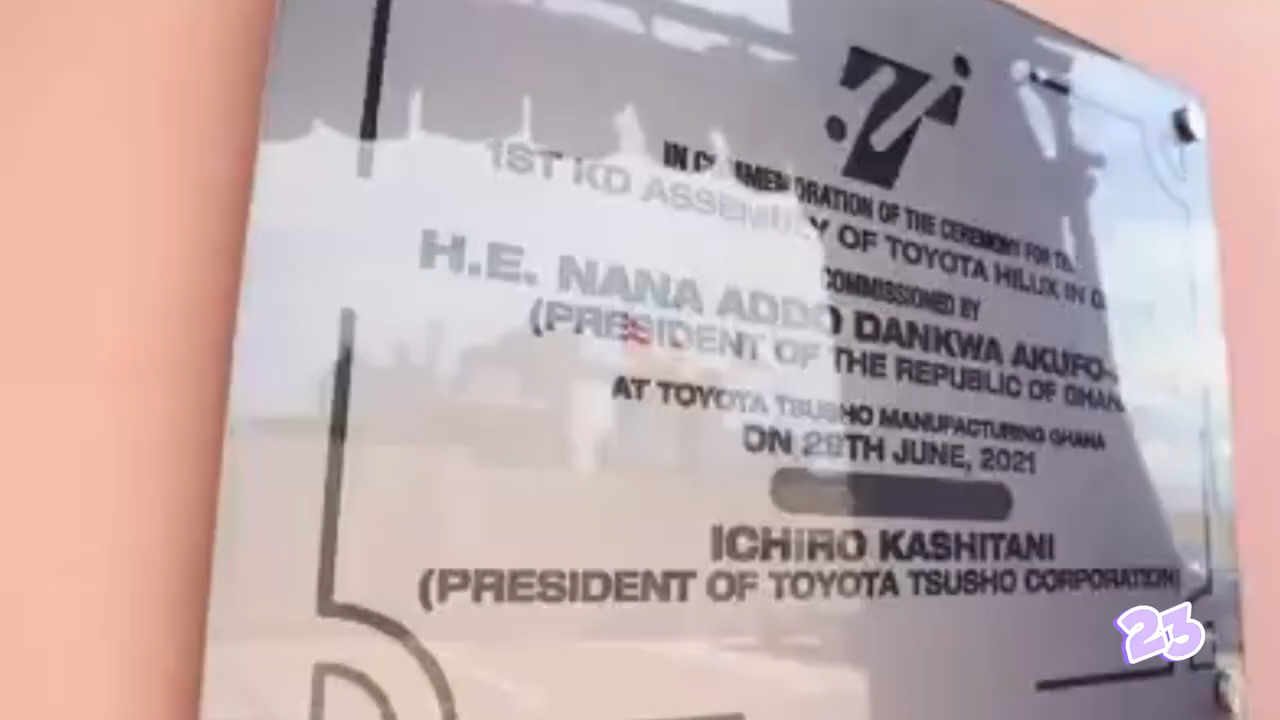 IN COMMEMORATION OF THE CEREMONY FOR THE
1ST KD ASSEMBLY OF TOYOTA HILUX IN
COMMISSIONED BY
H.E. NANA ADDO DANKWA AKUFO-
(PRESIDENT OF THE REPUBLIC OF GHANA
AT TOYOTA TSUSHO MANUFACTURING GHANA
ON 29TH JUNE, 2021
ICHIRO KASHITANI
(PRESIDENT OF TOYOTA TSUSHO CORPORATION)
23